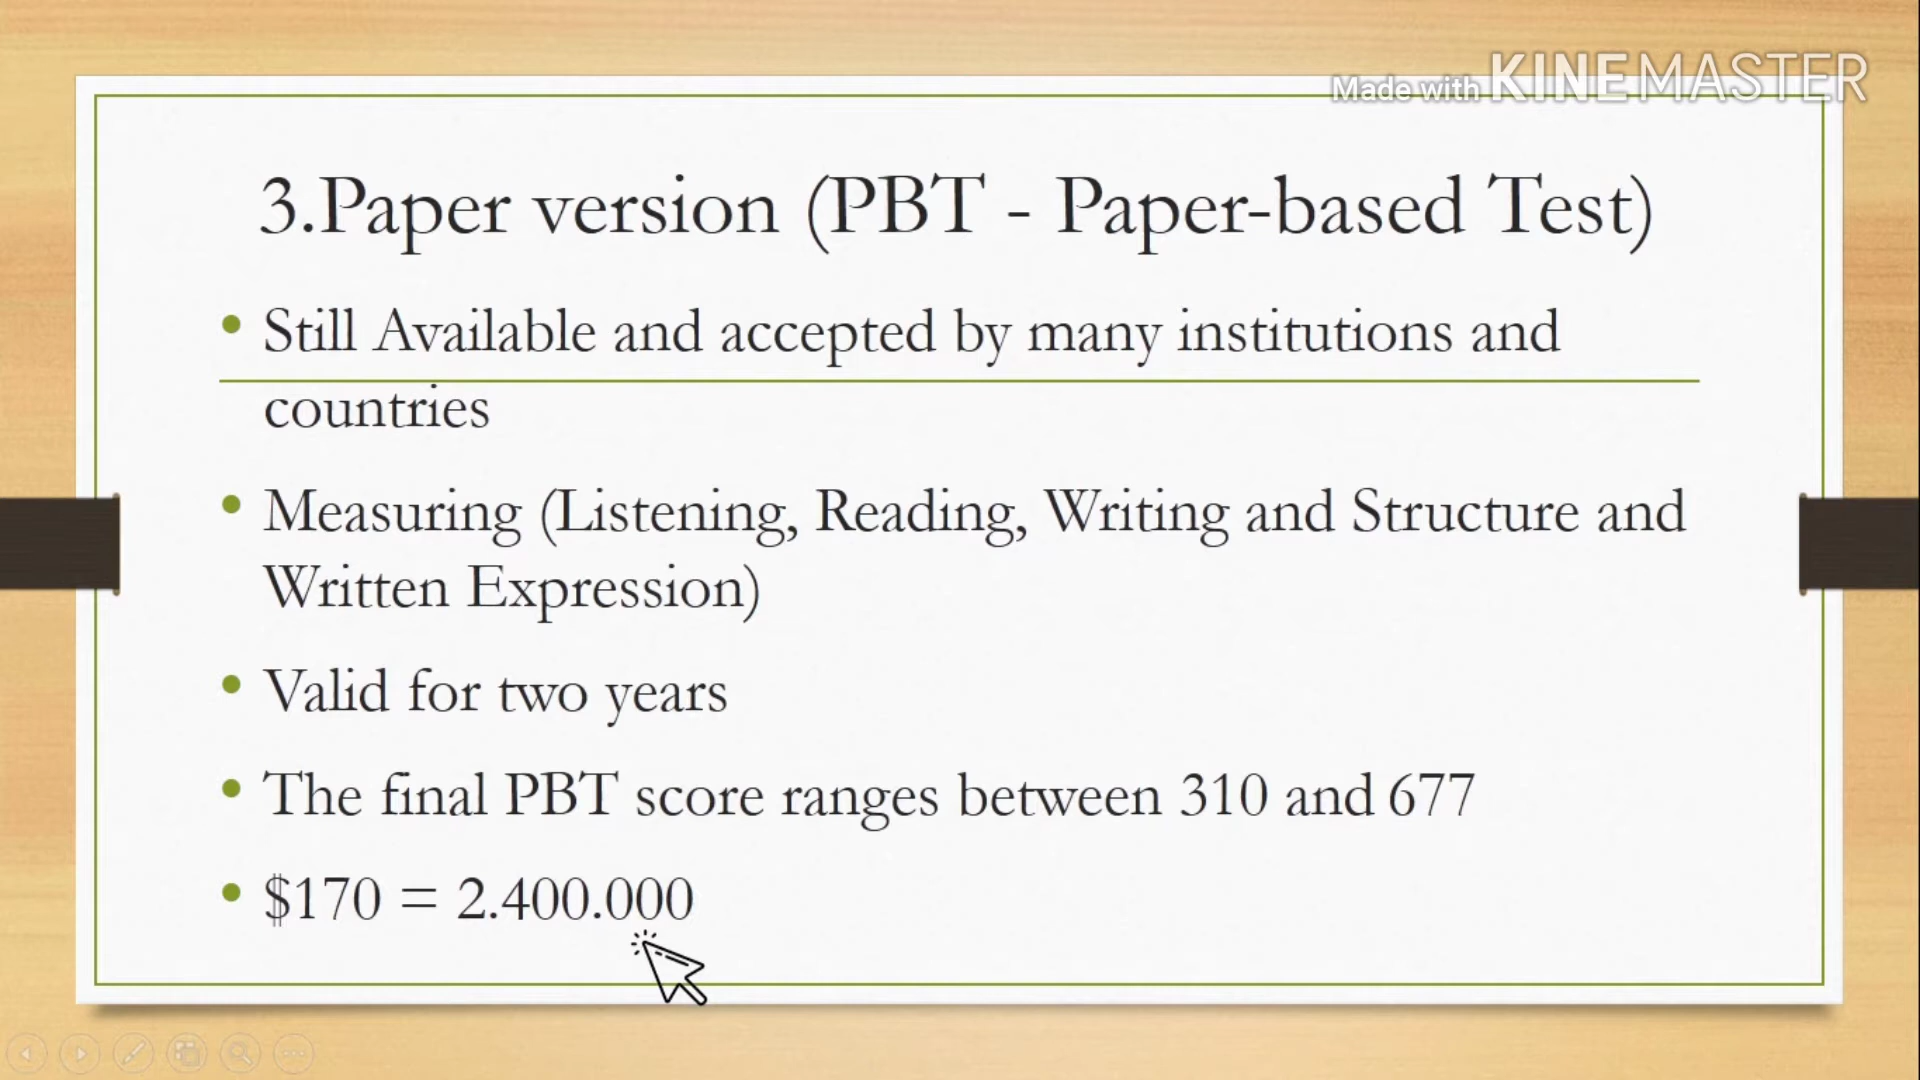 Made with KINEMASTER
3.Paper version (PBT - Paper-based Test)
• Still Available and accepted by many institutions and
countries
• Measuring (Listening, Reading, Writing and Structure and
Written Expression)
• Valid for two years
• The final PBT score ranges between 310 and 677
• $170 = 2.400.000